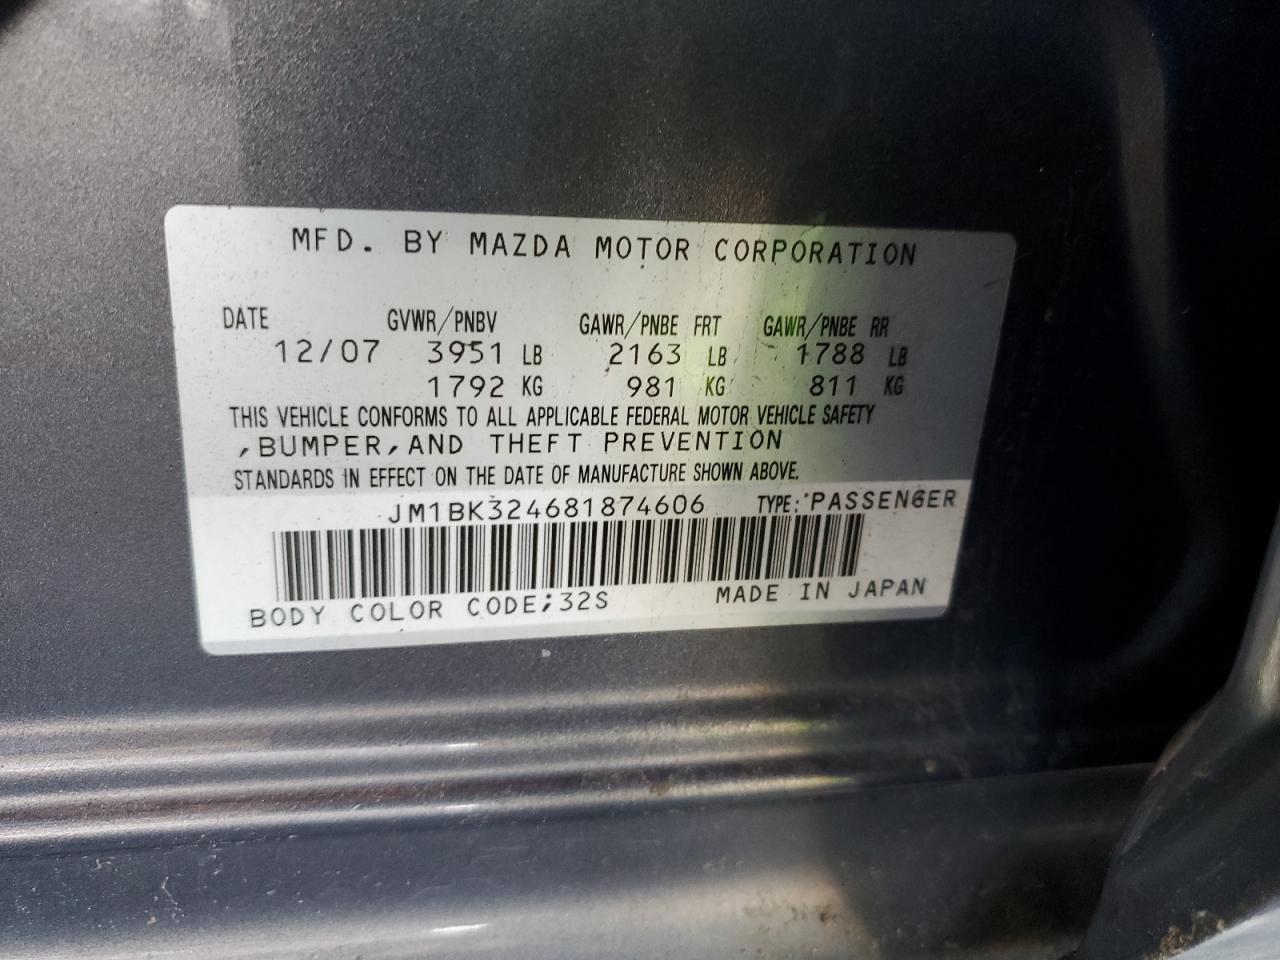 MFD. BY MAZDA MOTOR CORPORATION
DATE GVWR/PNBV GAWR/PNBE FRT GAWR/PNBE RR
12/07 3951 LB 2163 LB 1788 LB
1792 KG 981 KG 811 KG
THIS VEHICLE CONFORMS TO ALL APPLICABLE FEDERAL MOTOR VEHICLE SAFETY
,BUMPER,AND THEFT PREVENTION
STANDARDS IN EFFECT ON THE DATE OF MANUFACTURE SHOWN ABOVE.
JM1BK324681874606 TYPE: PASSENGER
BODY COLOR CODE;32S MADE IN JAPAN